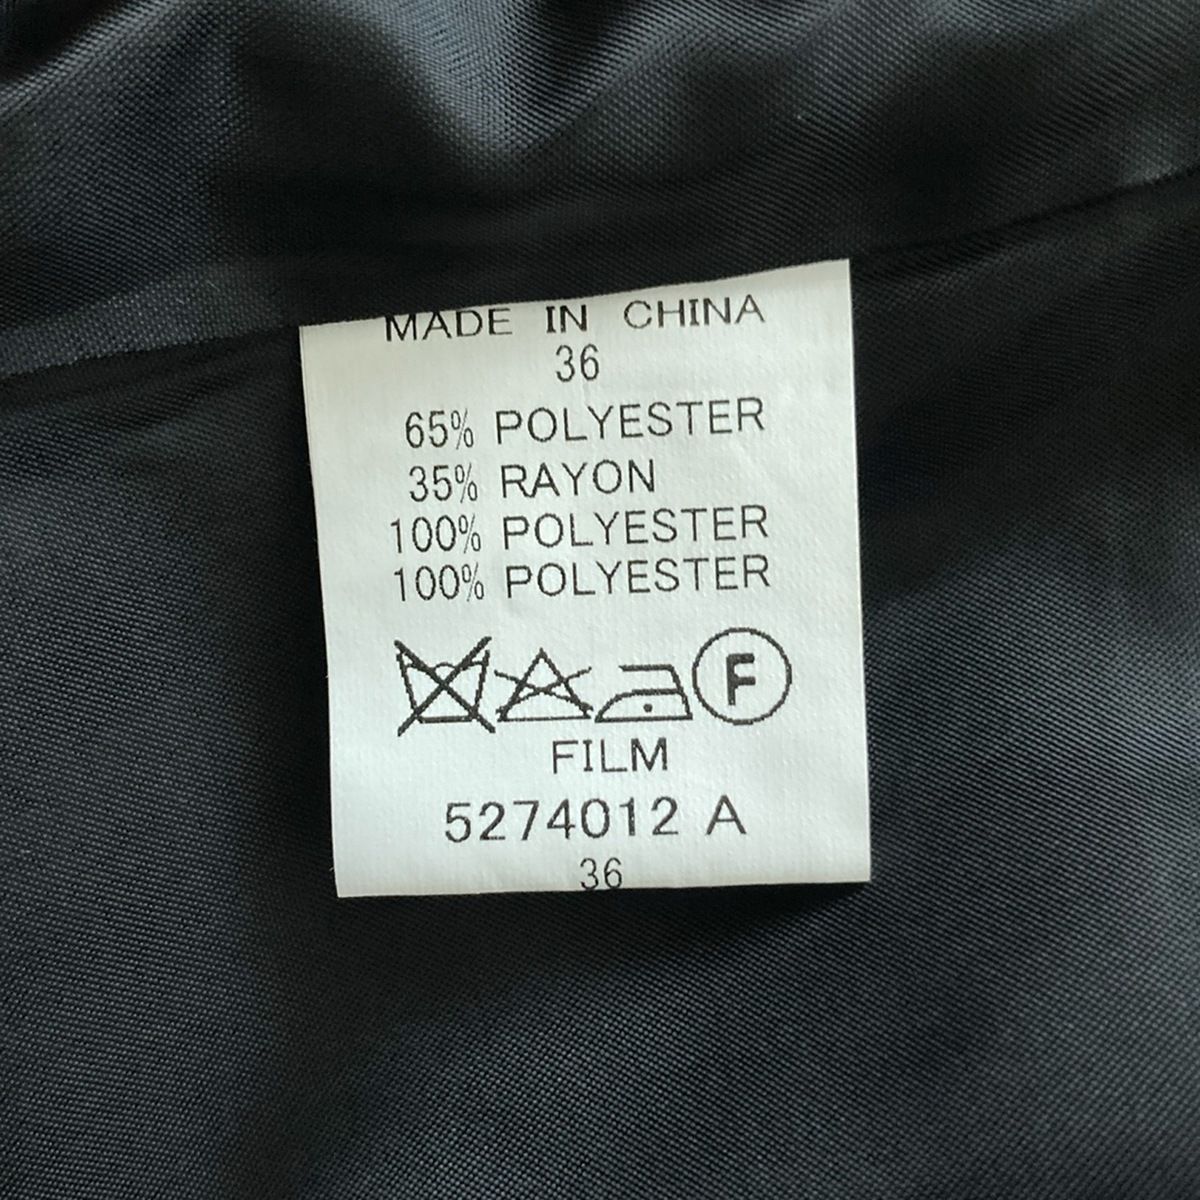 MADE IN CHINA
36
65% POLYESTER
35% RAYON
100% POLYESTER
100% POLYESTER
F
FILM
5274012 A
36